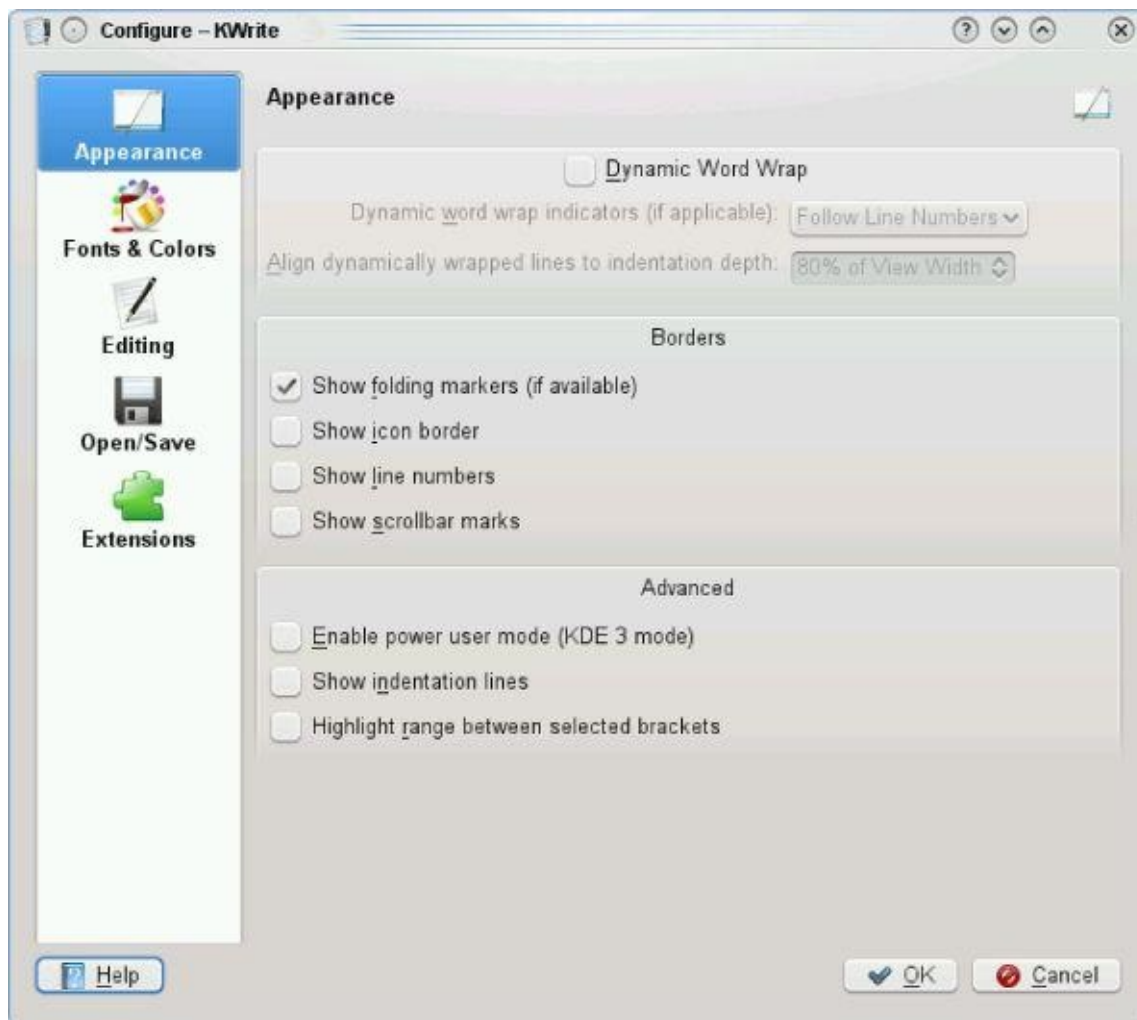 Configure – KWrite
Appearance
Fonts & Colors
Editing
Open/Save
Extensions
Appearance
Dynamic Word Wrap
Dynamic word wrap indicators (if applicable): Follow Line Numbers
Align dynamically wrapped lines to indentation depth: 80% of View Width
Borders
Show folding markers (if available)
Show icon border
Show line numbers
Show scrollbar marks
Advanced
Enable power user mode (KDE 3 mode)
Show indentation lines
Highlight range between selected brackets
Help
OK
Cancel